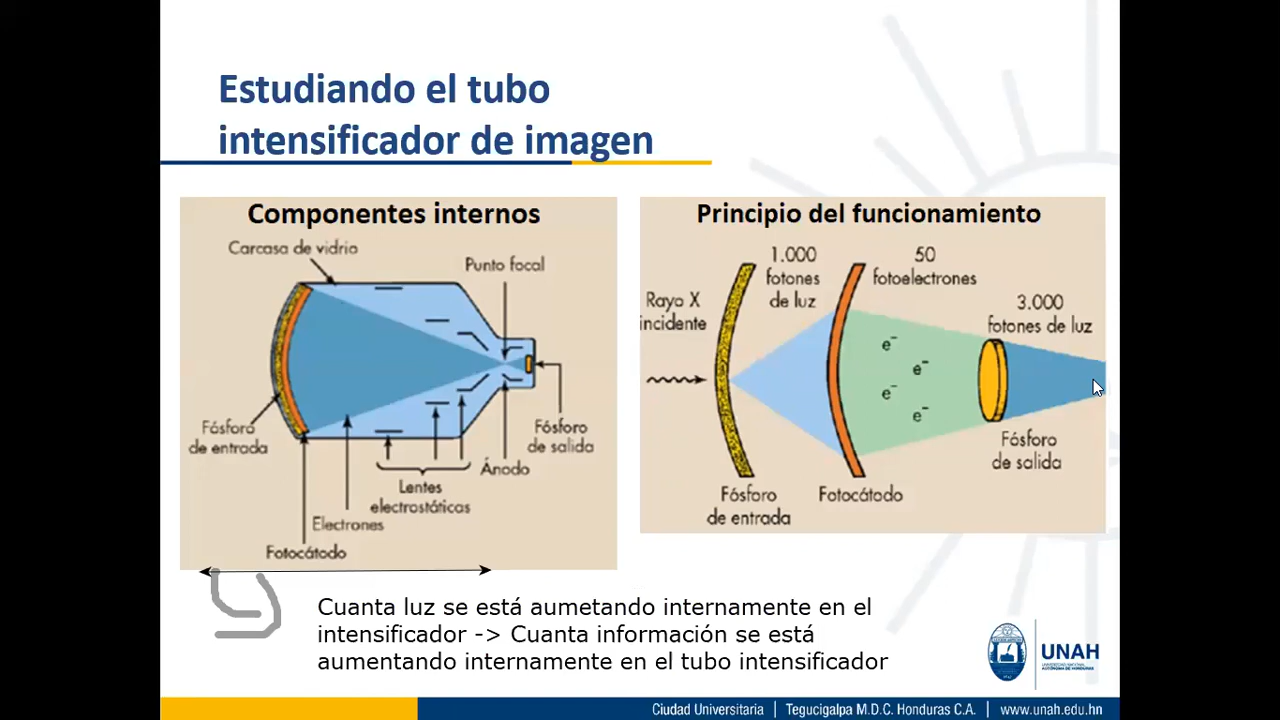 Estudiando el tubo
intensificador de imagen
Componentes internos
Carcasa de vidrio
Punto focal
Fósforo
de entrada
Fósforo
de salida
Ánodo
Lentes
electrostáticas
Electrones
Fotocátodo
Principio del funcionamiento
1.000
fotones
de luz
50
fotoelectrones
Rayo X
incidente
3.000
fotones de luz
e⁻
e⁻
e⁻
e⁻
Fósforo
de salida
Fósforo
de entrada
Fotocátodo
Cuanta luz se está aumetando internamente en el
intensificador -> Cuanta información se está
aumentando internamente en el tubo intensificador
UNAH
UNIVERSIDAD NACIONAL
AUTÓNOMA DE HONDURAS
Ciudad Universitaria | Tegucigalpa M.D.C. Honduras C.A. | www.unah.edu.hn